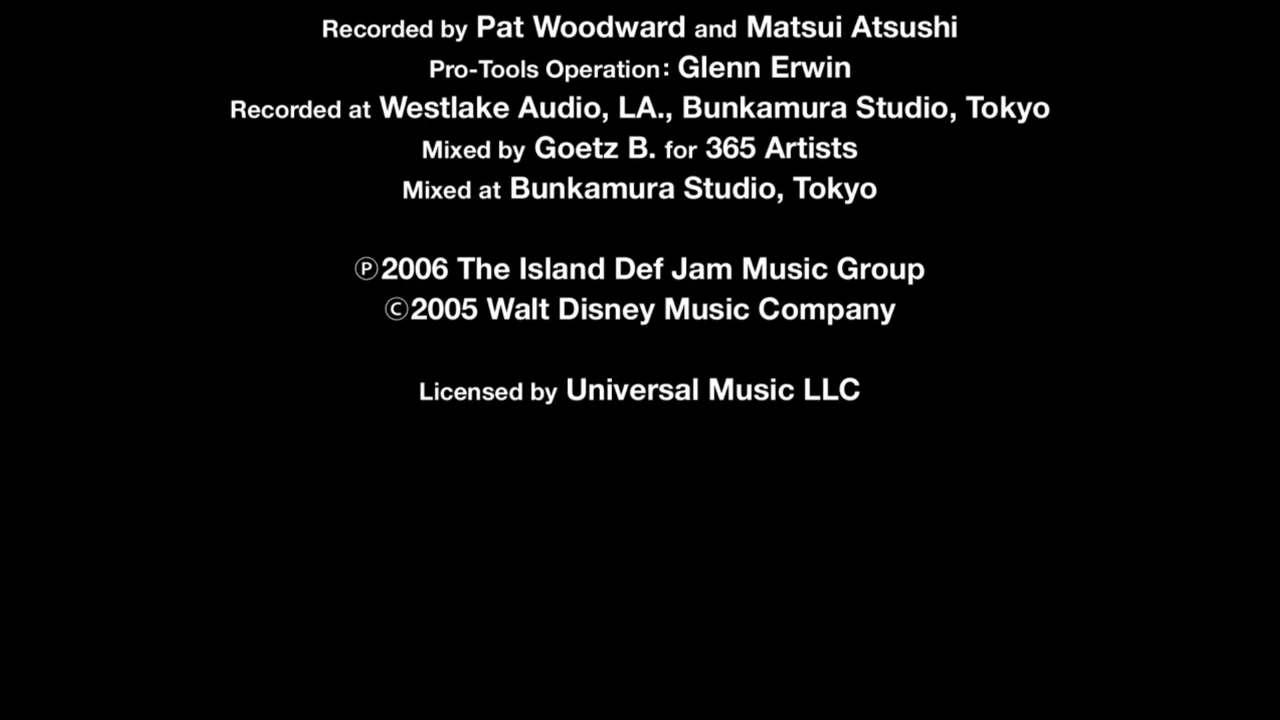 Recorded by Pat Woodward and Matsui Atsushi
Pro-Tools Operation: Glenn Erwin
Recorded at Westlake Audio, LA., Bunkamura Studio, Tokyo
Mixed by Goetz B. for 365 Artists
Mixed at Bunkamura Studio, Tokyo
℗2006 The Island Def Jam Music Group
©2005 Walt Disney Music Company
Licensed by Universal Music LLC